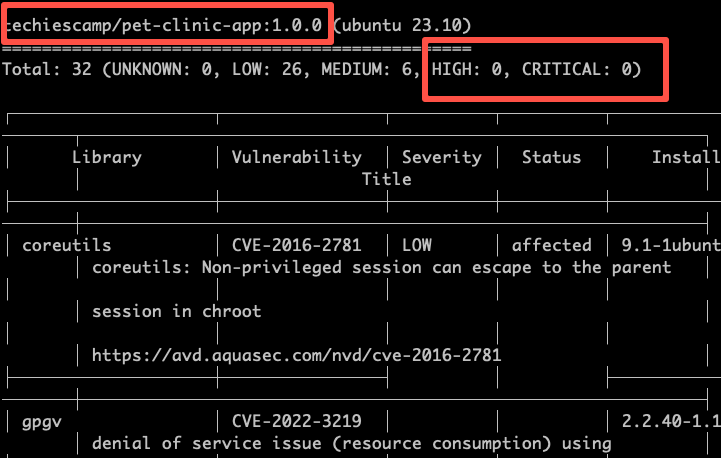 techiescamp/pet-clinic-app:1.0.0 (ubuntu 23.10)
================================================
Total: 32 (UNKNOWN: 0, LOW: 26, MEDIUM: 6, HIGH: 0, CRITICAL: 0)
Library Vulnerability Severity Status Install
Title
coreutils CVE-2016-2781 LOW affected 9.1-1ubunt
coreutils: Non-privileged session can escape to the parent
session in chroot
https://avd.aquasec.com/nvd/cve-2016-2781
gpgv CVE-2022-3219 2.2.40-1.1
denial of service issue (resource consumption) using